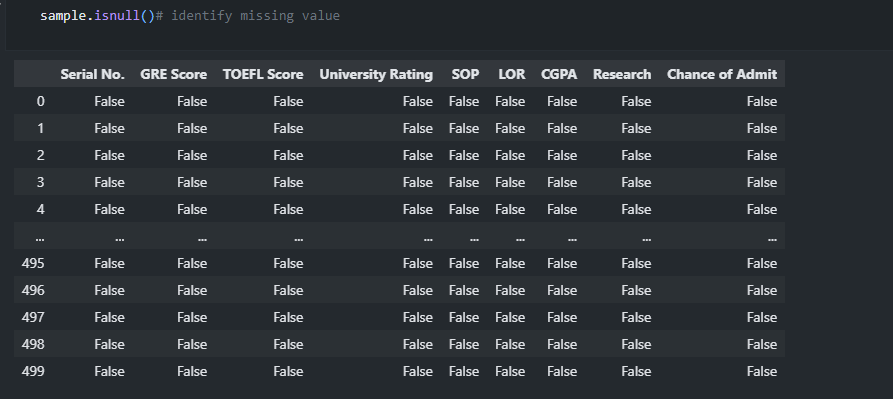 sample.isnull()# identify missing value
Serial No. GRE Score TOEFL Score University Rating SOP LOR CGPA Research Chance of Admit
0 False False False False False False False False False
1 False False False False False False False False False
2 False False False False False False False False False
3 False False False False False False False False False
4 False False False False False False False False False
... ... ... ... ... ... ... ... ... ...
495 False False False False False False False False False
496 False False False False False False False False False
497 False False False False False False False False False
498 False False False False False False False False False
499 False False False False False False False False False